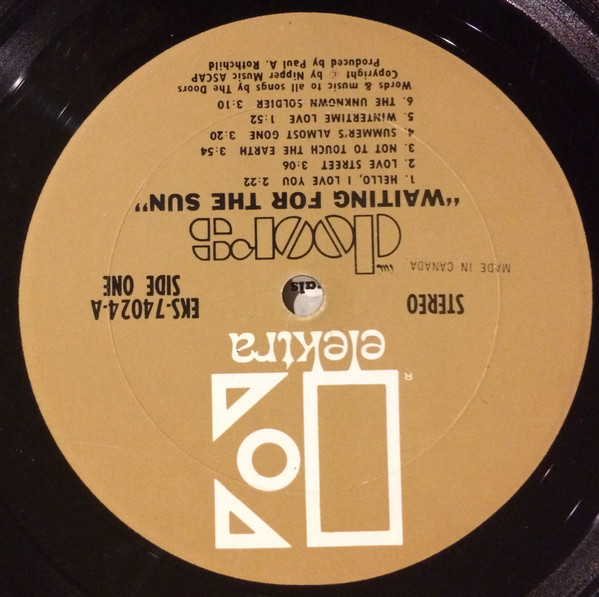 ®
elektra
STEREO
EKS-74024-A
SIDE ONE
MADE IN CANADA
the doors
"WAITING FOR THE SUN"
1. HELLO, I LOVE YOU 2:22
2. LOVE STREET 3:06
3. NOT TO TOUCH THE EARTH 3:54
4. SUMMER'S ALMOST GONE 3:20
5. WINTERTIME LOVE 1:52
6. THE UNKNOWN SOLDIER 3:10
Words & music to all songs by The Doors
Copyright © by Nipper Music ASCAP
Produced by Paul A. Rothchild